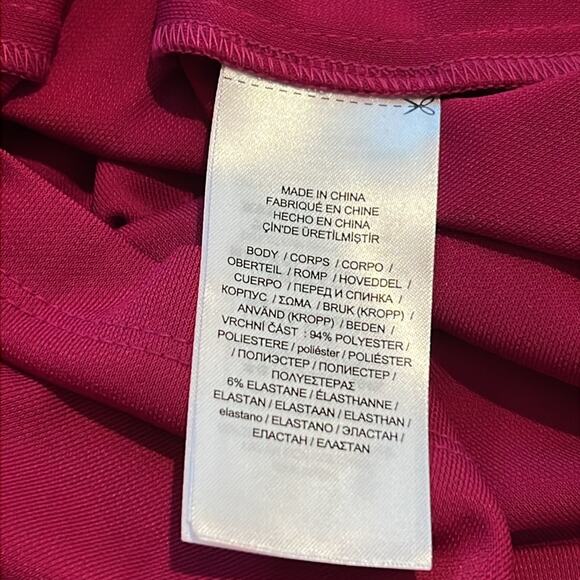 MADE IN CHINA
FABRIQUÉ EN CHINE
HECHO EN CHINA
ÇİN'DE ÜRETİLMİŞTİR
BODY / CORPS / CORPO /
OBERTEIL / ROMP / HOVEDDEL /
CUERPO / ПЕРЕД И СПИНКА /
КОРПУС / ΣΩΜΑ / BRUK (KROPP) /
ANVÄND (KROPP) / BEDEN /
VRCHNÍ ČÁST : 94% POLYESTER /
POLIESTERE / poliéster / POLIÉSTER
/ ПОЛИЭСТЕР / ПОЛИЕСТЕР /
ΠΟΛΥΕΣΤΕΡΑΣ
6% ELASTANE / ÉLASTHANNE /
ELASTAN / ELASTAAN / ELASTHAN /
elastano / ELASTANO / ЭЛАСТАН /
ЕЛАСТАН / ΕΛΑΣΤΑΝ